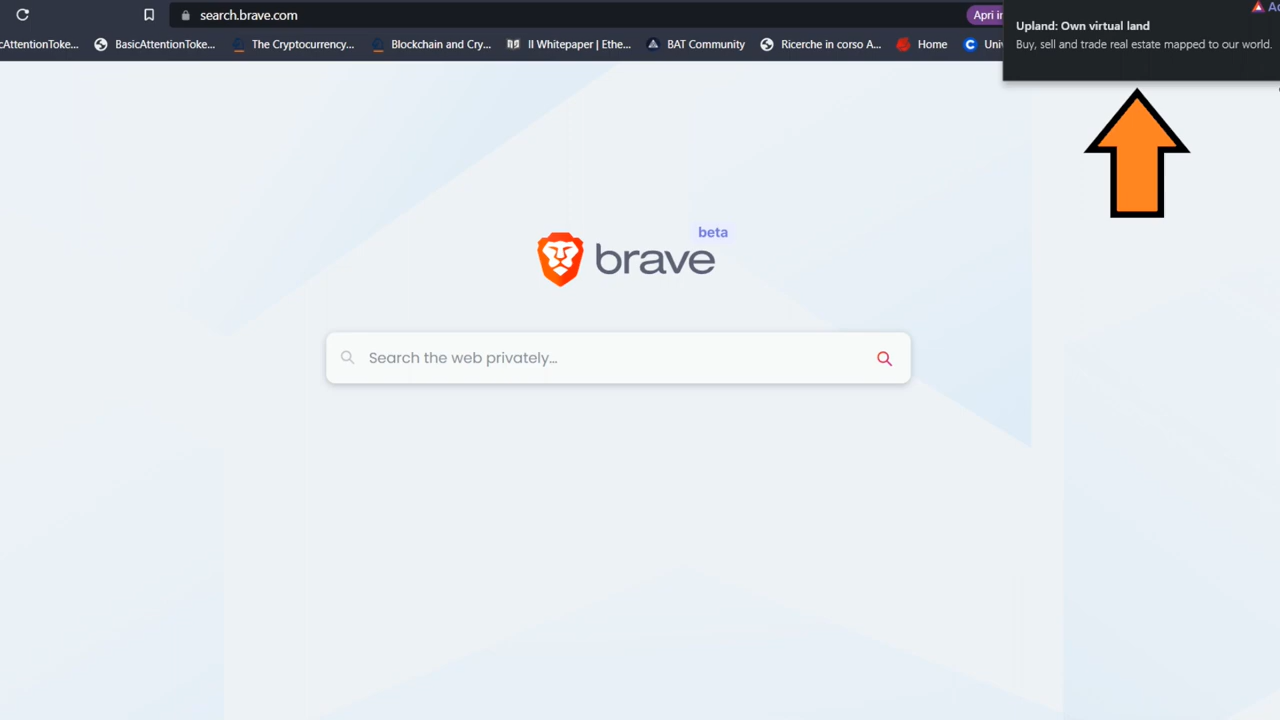 search.brave.com
Apri in
Upland: Own virtual land
Buy, sell and trade real estate mapped to our world.
cAttentionToke...
BasicAttentionToke...
The Cryptocurrency...
Blockchain and Cry...
Il Whitepaper | Ethe...
BAT Community
Ricerche in corso A...
Home
Univ
beta
brave
Search the web privately...